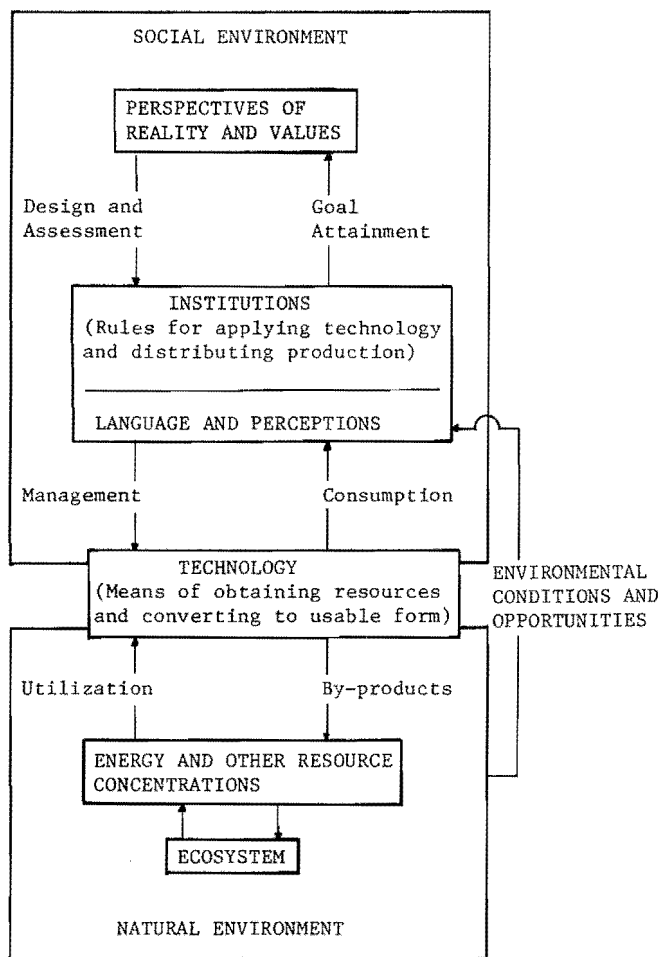 SOCIAL ENVIRONMENT
PERSPECTIVES OF
REALITY AND VALUES
Design and
Assessment
Goal
Attainment
INSTITUTIONS
(Rules for applying technology
and distributing production)
LANGUAGE AND PERCEPTIONS
Management
Consumption
TECHNOLOGY
(Means of obtaining resources
and converting to usable form)
ENVIRONMENTAL
CONDITIONS AND
OPPORTUNITIES
Utilization
By-products
ENERGY AND OTHER RESOURCE
CONCENTRATIONS
ECOSYSTEM
NATURAL ENVIRONMENT